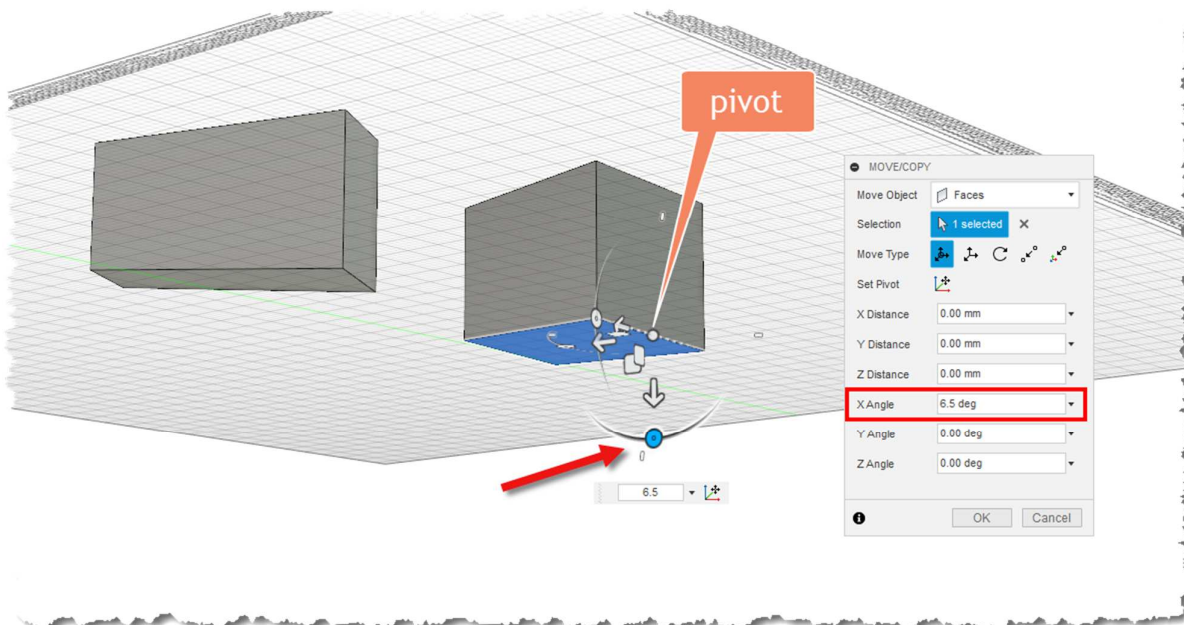 pivot
MOVE/COPY
Move Object Faces
Selection 1 selected
Move Type
Set Pivot
X Distance 0.00 mm
Y Distance 0.00 mm
Z Distance 0.00 mm
X Angle 6.5 deg
Y Angle 0.00 deg
Z Angle 0.00 deg
6.5
OK Cancel